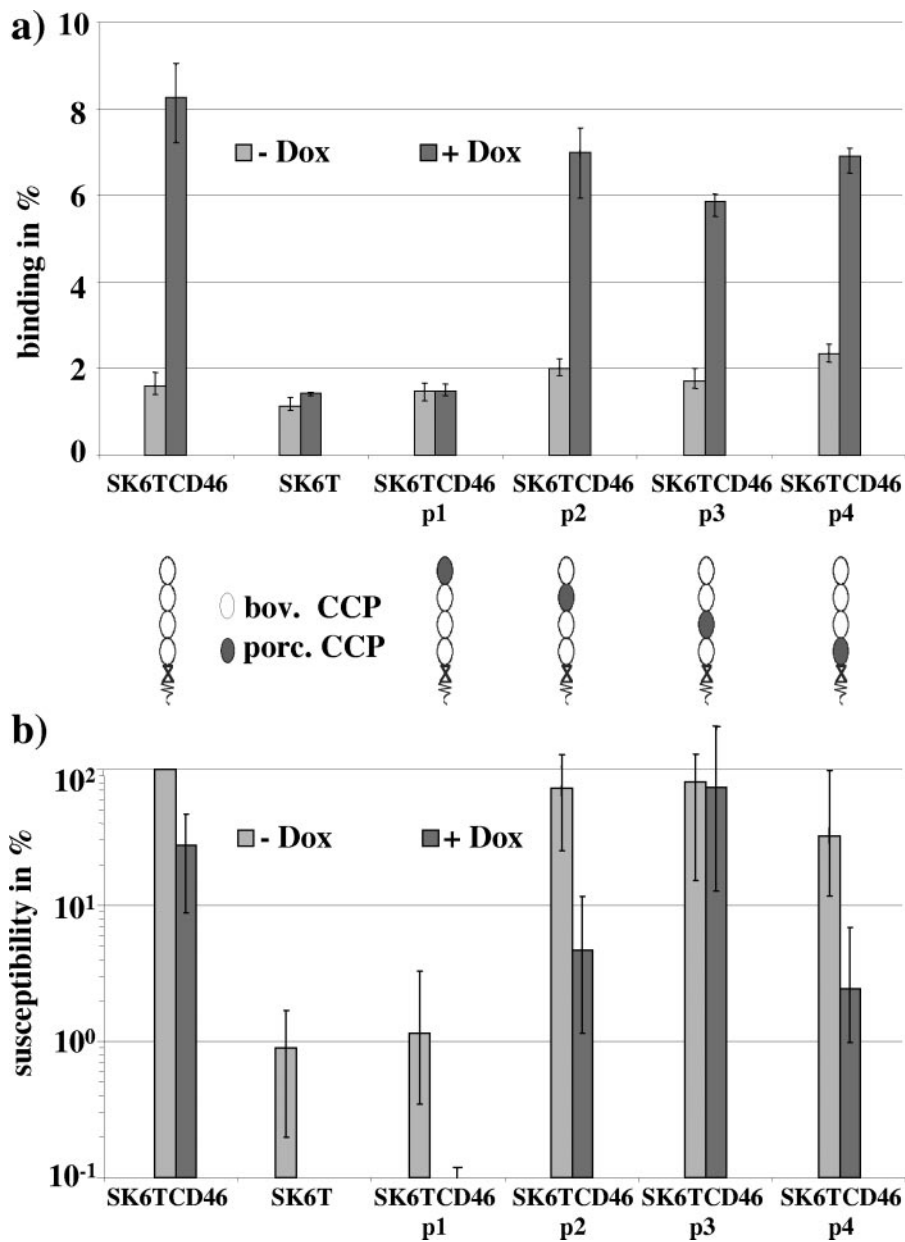 a)
10
8
6
4
2
0
binding in %
- Dox + Dox
SK6TCD46 SK6T SK6TCD46 p1 SK6TCD46 p2 SK6TCD46 p3 SK6TCD46 p4
bov. CCP
porc. CCP
b)
10²
10¹
10⁰
10⁻¹
susceptibility in %
- Dox + Dox
SK6TCD46 SK6T SK6TCD46 p1 SK6TCD46 p2 SK6TCD46 p3 SK6TCD46 p4